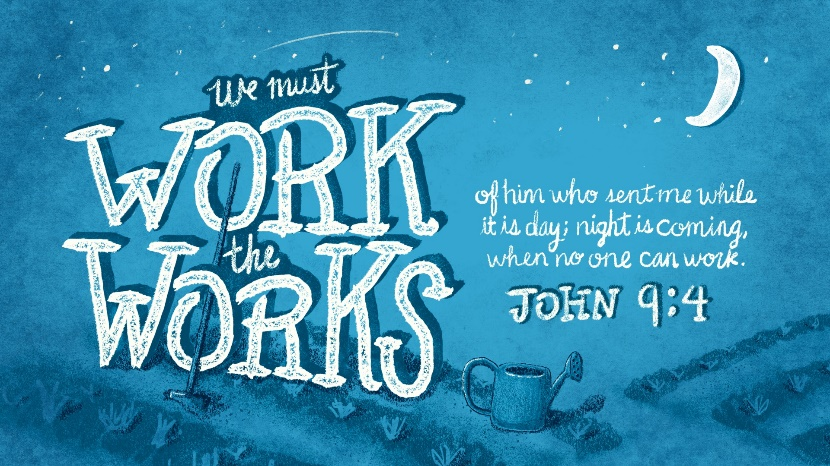 We must
WORK
the
WORKS
of him who sent me while
it is day; night is coming,
when no one can work.
JOHN 9:4